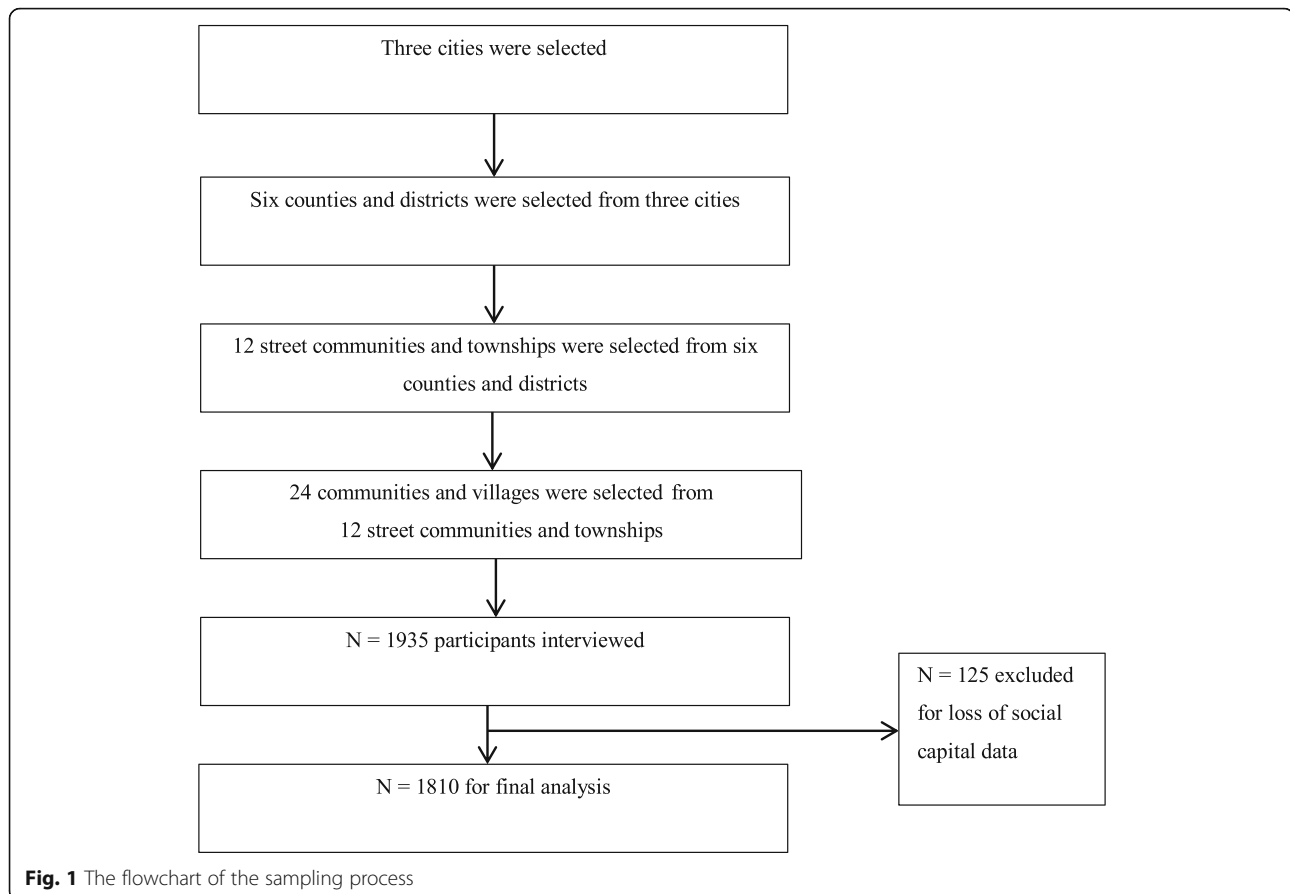 Three cities were selected
Six counties and districts were selected from three cities
12 street communities and townships were selected from six
counties and districts
24 communities and villages were selected from
12 street communities and townships
N = 1935 participants interviewed
N = 125 excluded
for loss of social
capital data
N = 1810 for final analysis
Fig. 1 The flowchart of the sampling process